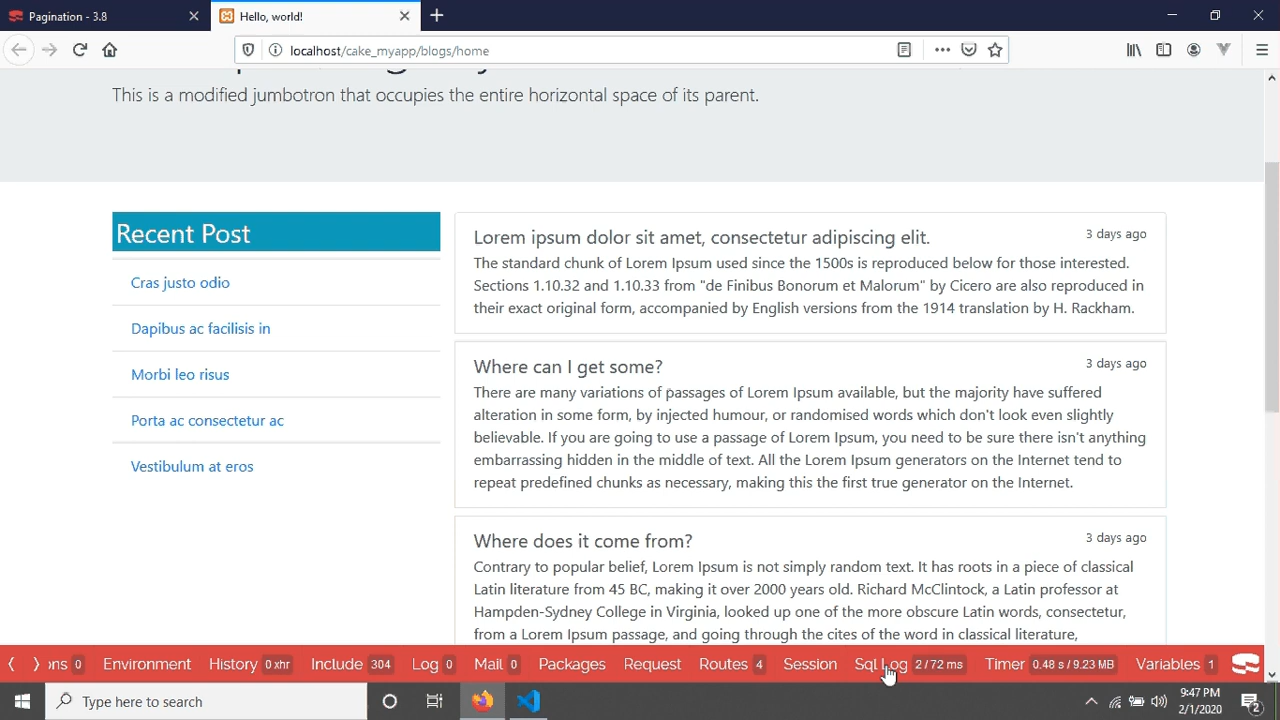 Pagination - 3.8
Hello, world!
localhost/cake_myapp/blogs/home
This is a modified jumbotron that occupies the entire horizontal space of its parent.
Recent Post
Cras justo odio
Dapibus ac facilisis in
Morbi leo risus
Porta ac consectetur ac
Vestibulum at eros
Lorem ipsum dolor sit amet, consectetur adipiscing elit.
3 days ago
The standard chunk of Lorem Ipsum used since the 1500s is reproduced below for those interested.
Sections 1.10.32 and 1.10.33 from "de Finibus Bonorum et Malorum" by Cicero are also reproduced in
their exact original form, accompanied by English versions from the 1914 translation by H. Rackham.
Where can I get some?
3 days ago
There are many variations of passages of Lorem Ipsum available, but the majority have suffered
alteration in some form, by injected humour, or randomised words which don't look even slightly
believable. If you are going to use a passage of Lorem Ipsum, you need to be sure there isn't anything
embarrassing hidden in the middle of text. All the Lorem Ipsum generators on the Internet tend to
repeat predefined chunks as necessary, making this the first true generator on the Internet.
Where does it come from?
3 days ago
Contrary to popular belief, Lorem Ipsum is not simply random text. It has roots in a piece of classical
Latin literature from 45 BC, making it over 2000 years old. Richard McClintock, a Latin professor at
Hampden-Sydney College in Virginia, looked up one of the more obscure Latin words, consectetur,
from a Lorem Ipsum passage, and going through the cites of the word in classical literature,
ons 0 Environment History 0 xhr Include 304 Log 0 Mail 0 Packages Request Routes 4 Session Sql Log 2 / 72 ms Timer 0.48 s / 9.23 MB Variables 1
Type here to search
9:47 PM
2/1/2020
2